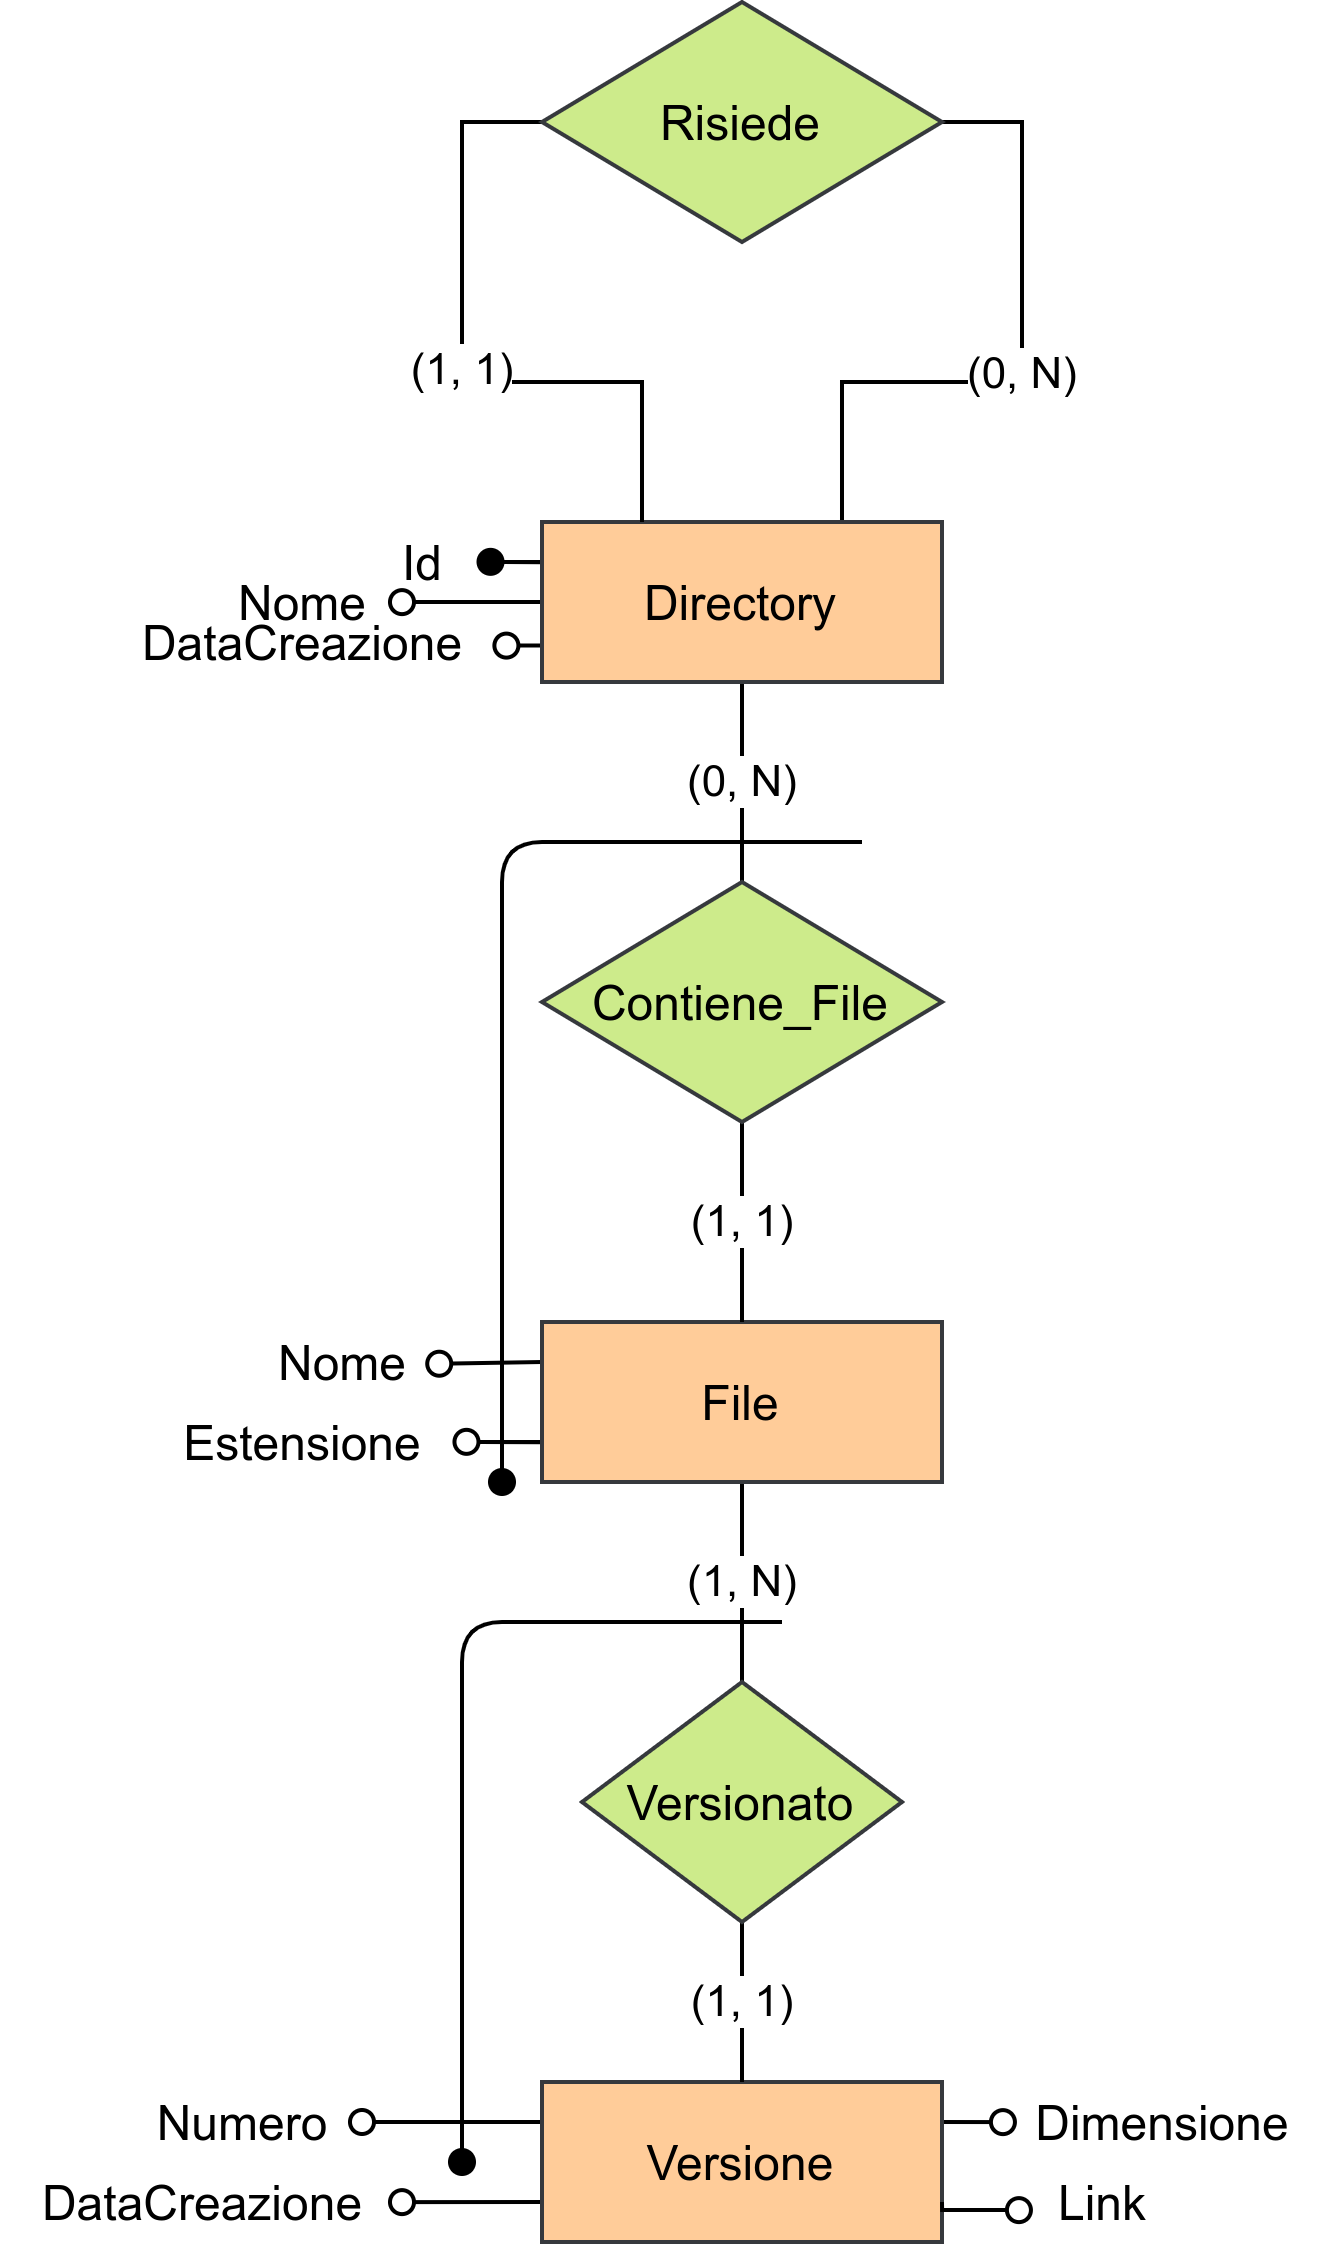 Risiede
(1, 1)
(0, N)
Id
Nome
DataCreazione
Directory
(0, N)
Contiene_File
(1, 1)
Nome
Estensione
File
(1, N)
Versionato
(1, 1)
Numero
DataCreazione
Versione
Dimensione
Link